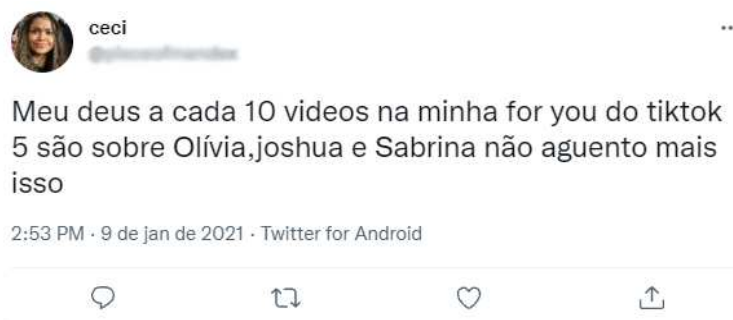 ceci
Meu deus a cada 10 videos na minha for you do tiktok
5 são sobre Olívia,joshua e Sabrina não aguento mais
isso
2:53 PM · 9 de jan de 2021 · Twitter for Android